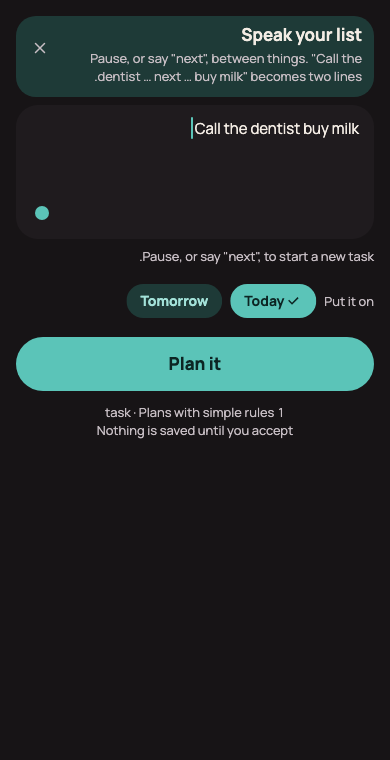 Speak your list
Pause, or say "next", between things. "Call the
dentist … next … buy milk" becomes two lines.
Call the dentist buy milk
Pause, or say "next", to start a new task.
Put it on
Today
Tomorrow
Plan it
1 task · Plans with simple rules
Nothing is saved until you accept